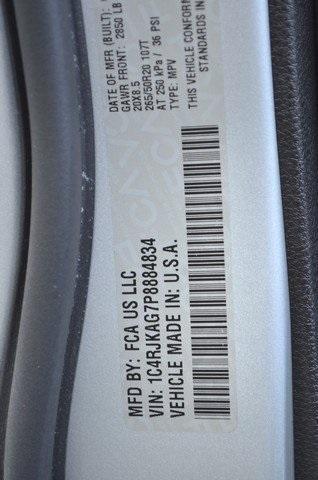 MFD BY: FCA US LLC
VIN: 1C4RJKAG7P8884834
VEHICLE MADE IN: U.S.A.
DATE OF MFR (BUILT):
GAWR FRONT: 2850 LB
20X8.5
265/50R20 107T
AT 250 kPa / 36 PSI
TYPE: MPV
THIS VEHICLE CONFORM
STANDARDS IN